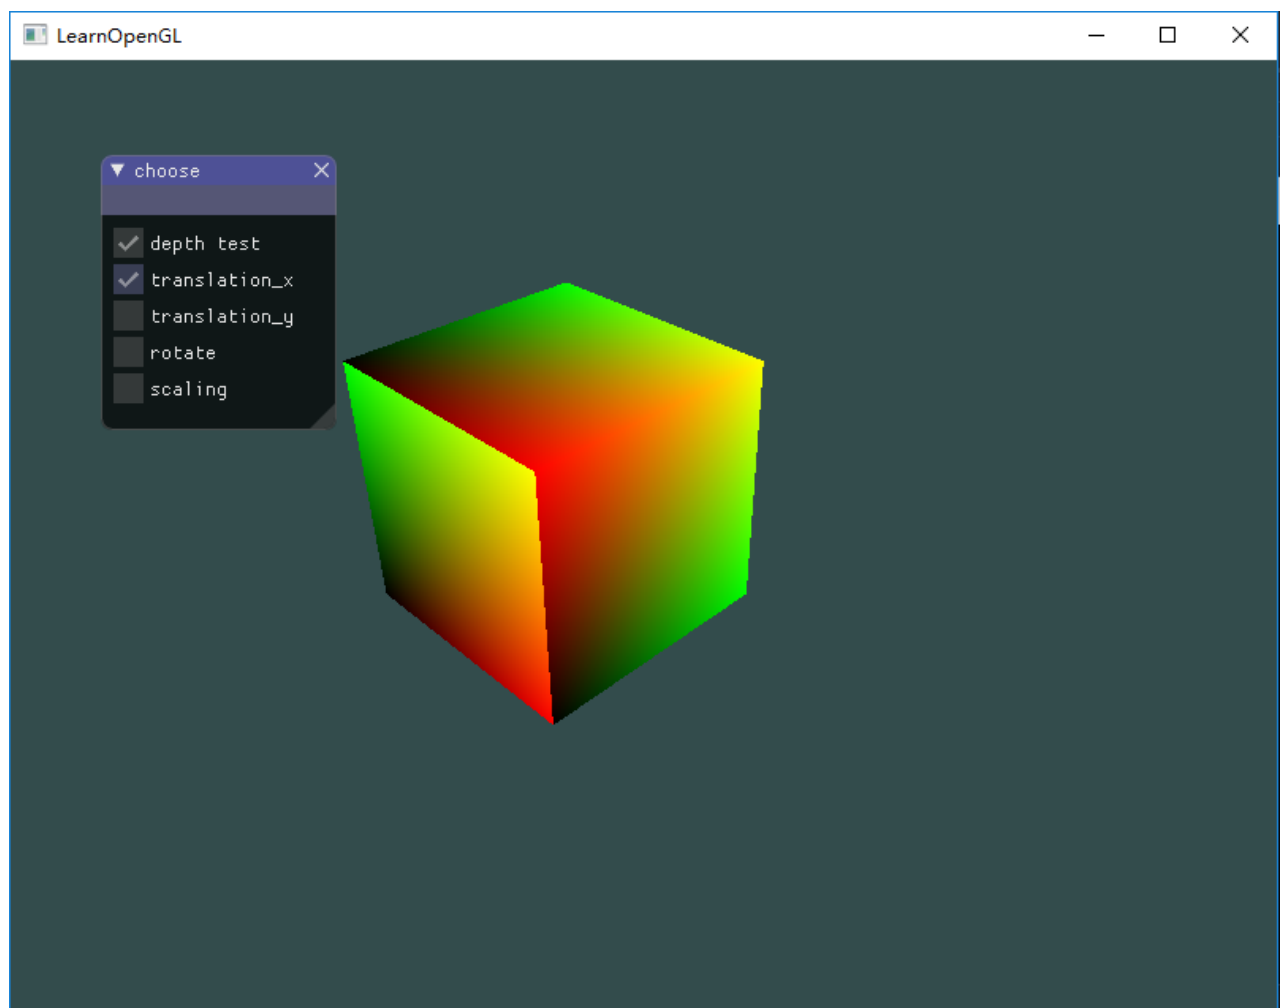 LearnOpenGL
choose
depth test
translation_x
translation_y
rotate
scaling